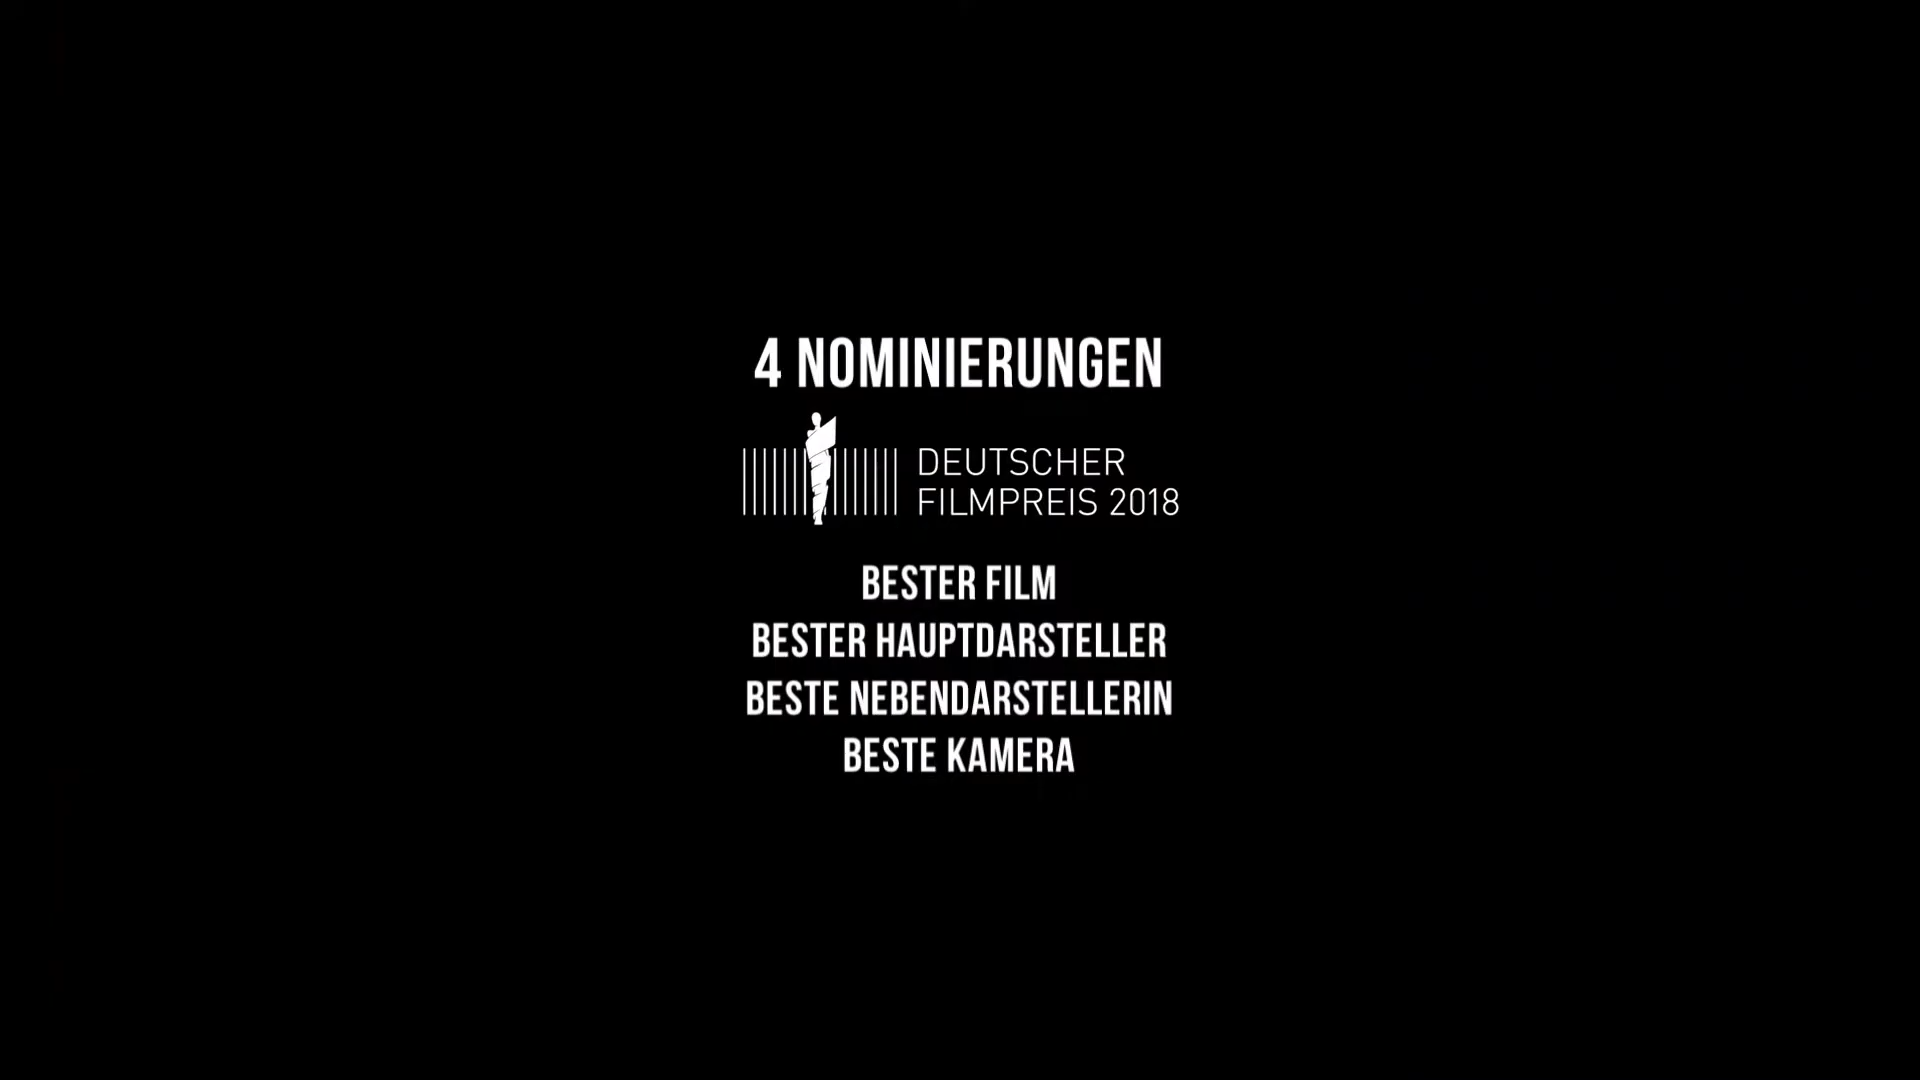 4 NOMINIERUNGEN
DEUTSCHER
FILMPREIS 2018
BESTER FILM
BESTER HAUPTDARSTELLER
BESTE NEBENDARSTELLERIN
BESTE KAMERA